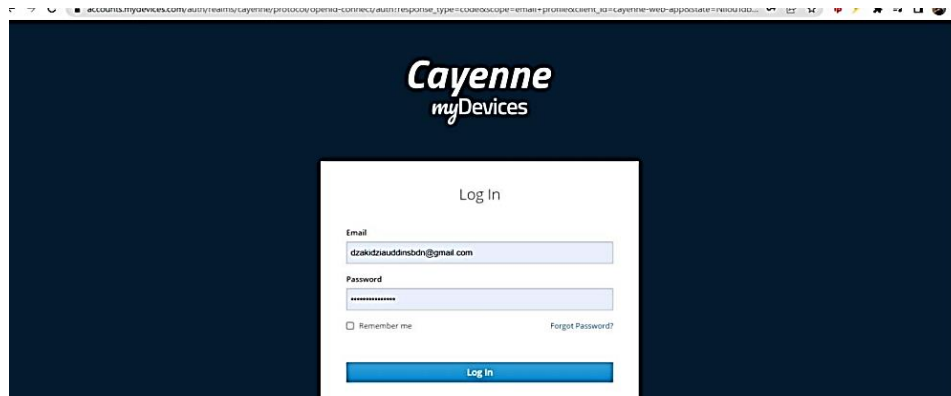 Cayenne
myDevices
Log In
Email
dzakidziauddinsbdn@gmail.com
Password
Remember me Forgot Password?
Log In